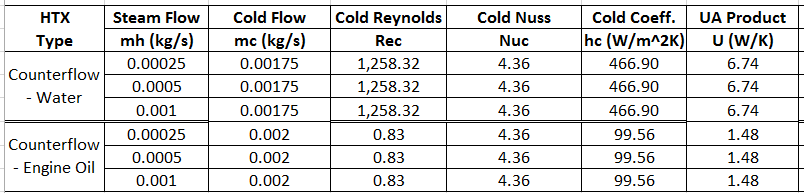 HTX Steam Flow Cold Flow Cold Reynolds Cold Nuss Cold Coeff. UA Product
Type mh (kg/s) mc (kg/s) Rec Nuc hc (W/m^2K) U (W/K)
Counterflow - Water
0.00025 0.00175 1,258.32 4.36 466.90 6.74
0.0005 0.00175 1,258.32 4.36 466.90 6.74
0.001 0.00175 1,258.32 4.36 466.90 6.74
Counterflow - Engine Oil
0.00025 0.002 0.83 4.36 99.56 1.48
0.0005 0.002 0.83 4.36 99.56 1.48
0.001 0.002 0.83 4.36 99.56 1.48